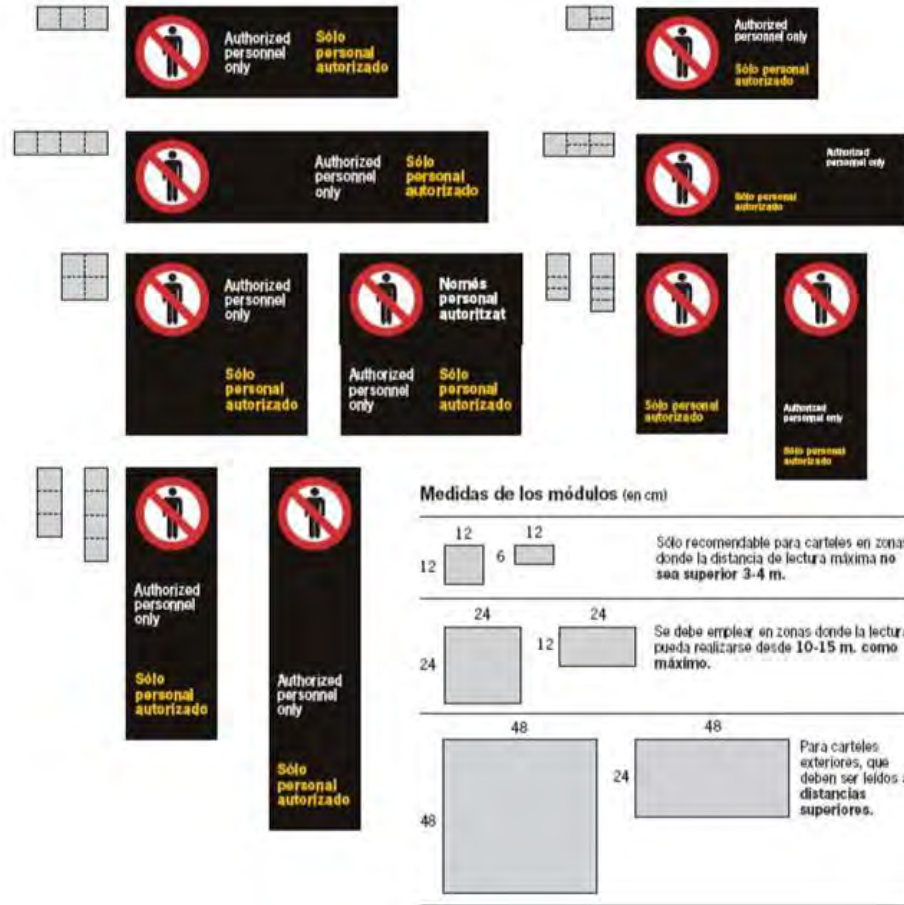 Authorized
personnel
only
Sólo
personal
autorizado
Authorized
personnel only
Sólo personal
autorizado
Authorized
personnel
only
Sólo
personal
autorizado
Authorized
personnel only
Sólo personal
autorizado
Authorized
personnel
only
Sólo
personal
autorizado
Només
personal
autoritzat
Authorized
personnel
only
Sólo
personal
autorizado
Sólo personal
autorizado
Authorized
personnel only
Sólo personal
autorizado
Authorized
personnel
only
Sólo
personal
autorizado
Authorized
personnel
only
Sólo
personal
autorizado
Medidas de los módulos (en cm)
12
12
12
6
Sólo recomendable para carteles en zonas
donde la distancia de lectura máxima no
sea superior 3-4 m.
24
24
24
12
Se debe emplear en zonas donde la lectura
pueda realizarse desde 10-15 m. como
máximo.
48
48
48
24
Para carteles
exteriores, que
deben ser leídos a
distancias
superiores.